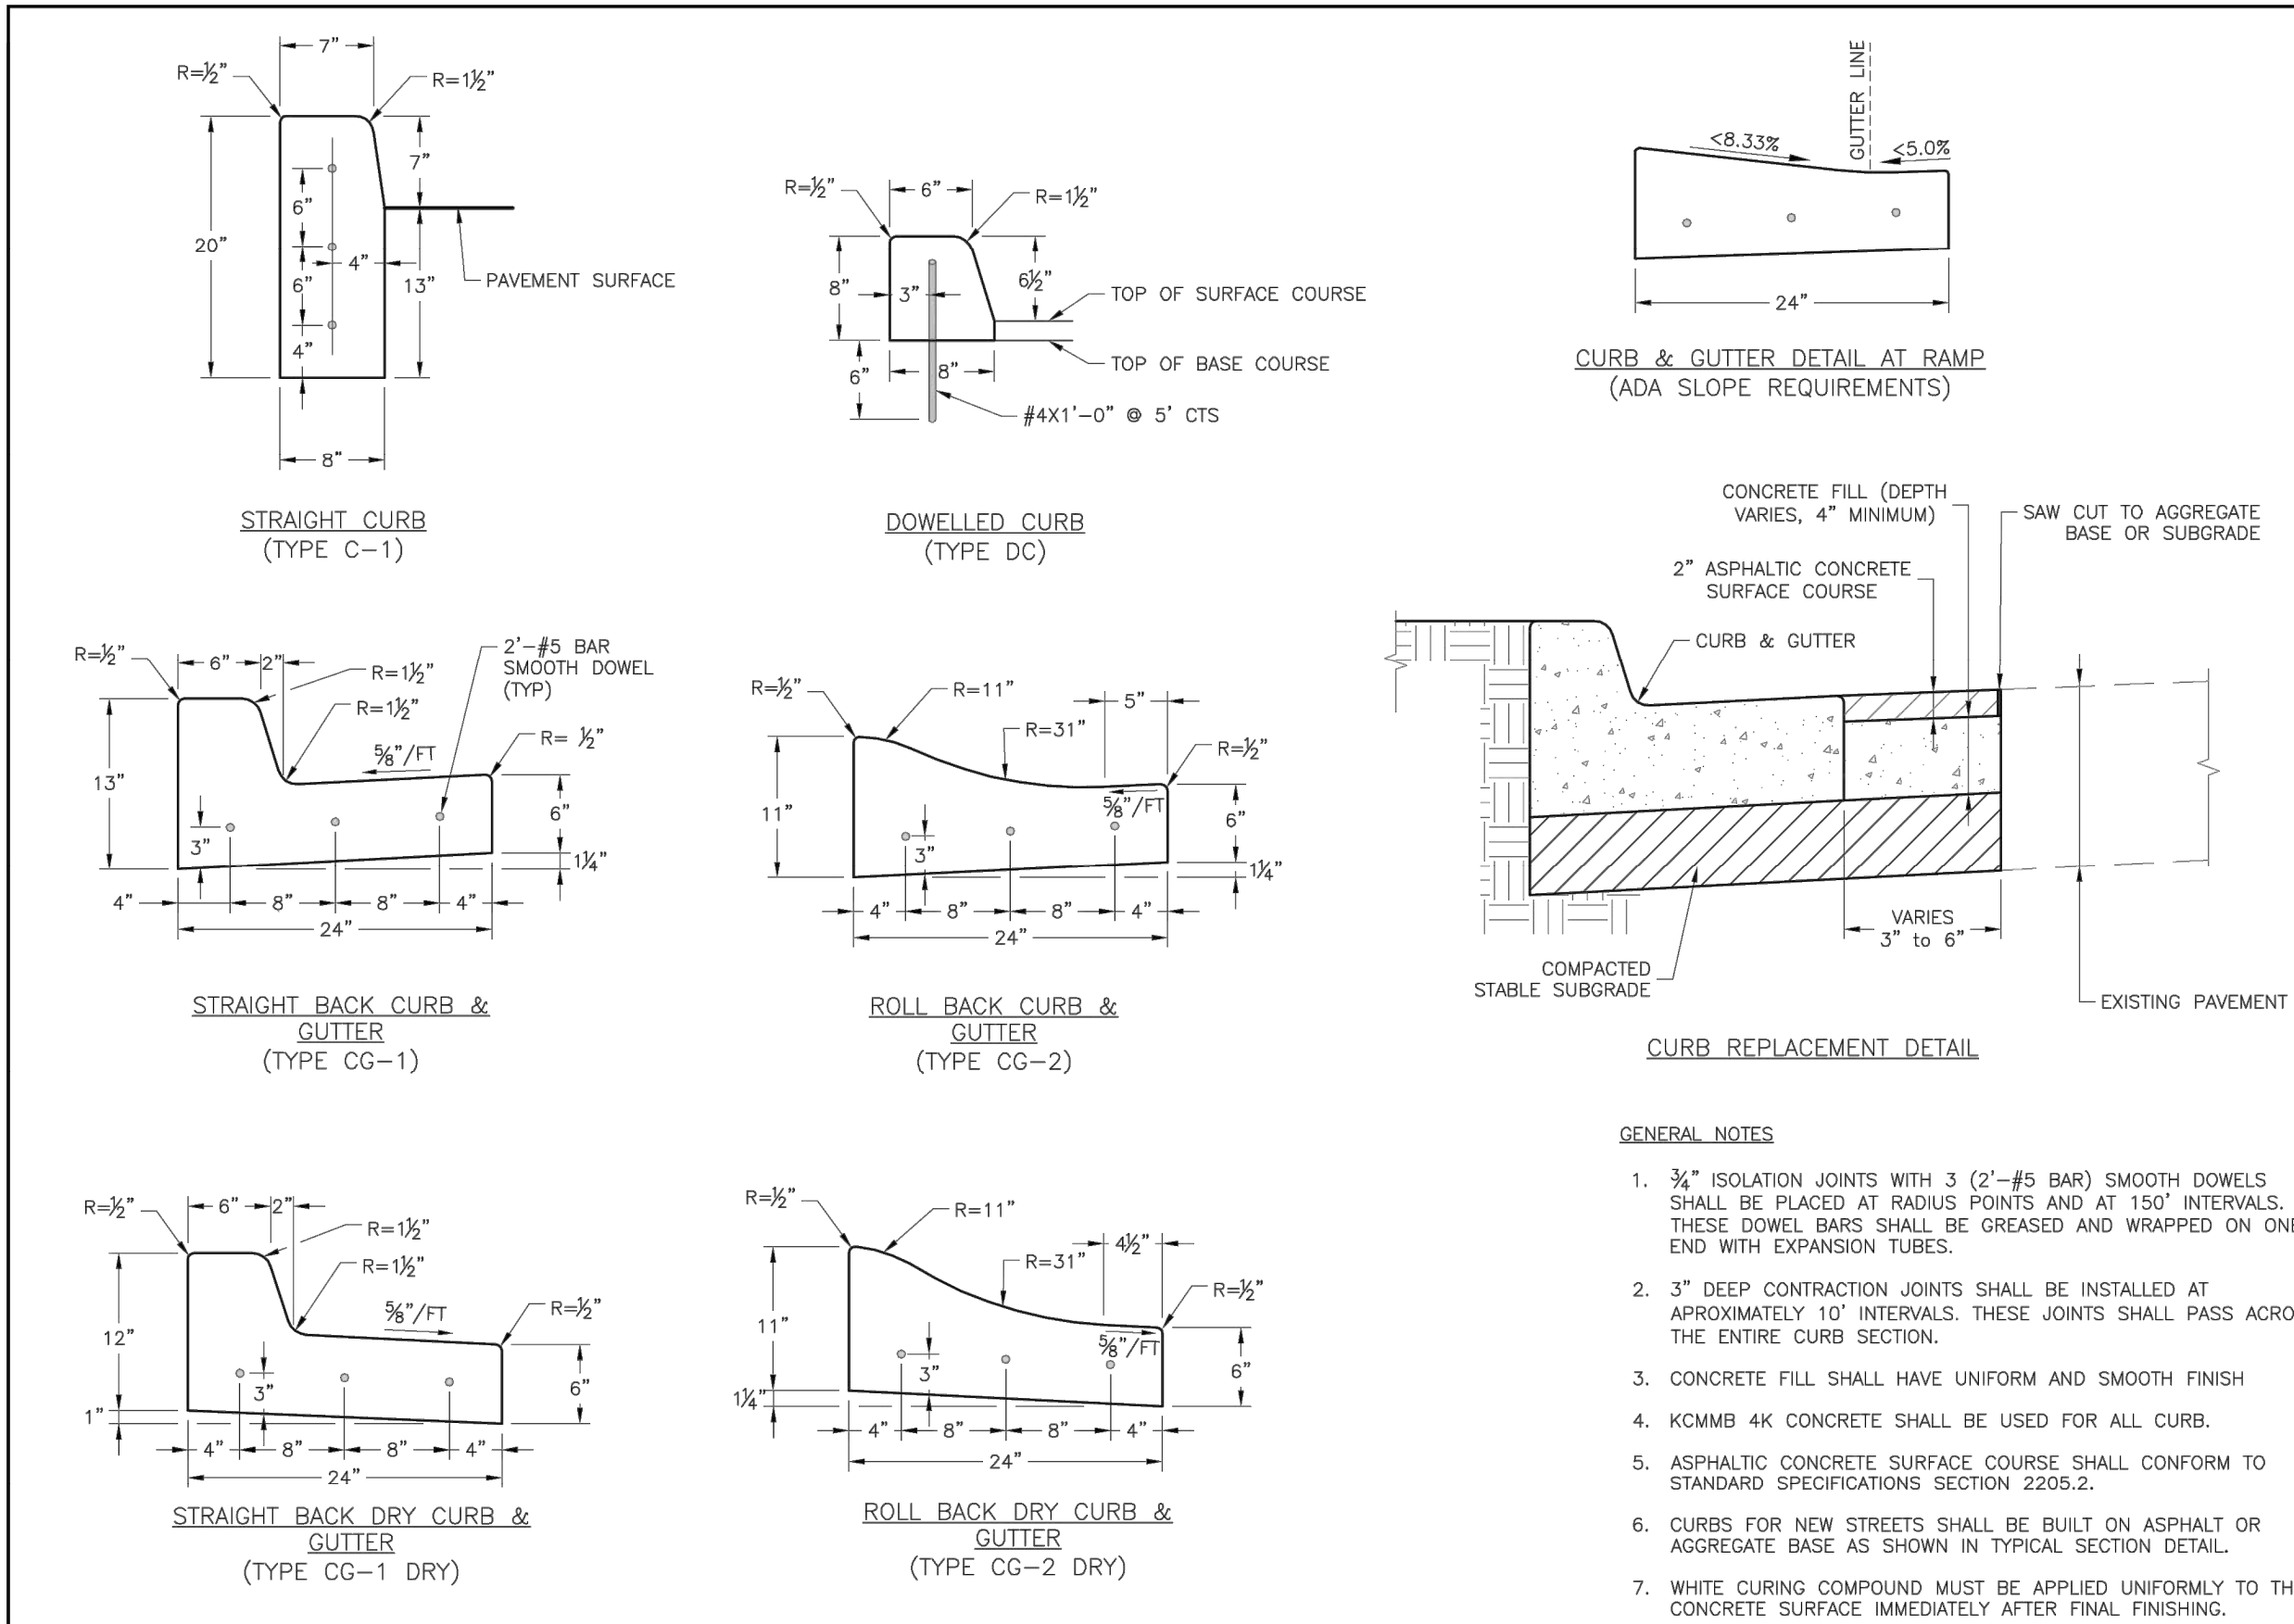 7”
R=½”
R=1½”
7”
20”
6”
4”
6”
13”
4”
8”
PAVEMENT SURFACE
STRAIGHT CURB
(TYPE C-1)
R=½”
6”
R=1½”
8”
3”
6½”
TOP OF SURFACE COURSE
TOP OF BASE COURSE
6”
8”
#4X1’-0” @ 5’ CTS
DOWELLED CURB
(TYPE DC)
GUTTER LINE
<8.33%
<5.0%
24”
CURB & GUTTER DETAIL AT RAMP
(ADA SLOPE REQUIREMENTS)
R=½”
6”
2”
R=1½”
R=1½”
2’-#5 BAR
SMOOTH DOWEL
(TYP)
⅝”/FT
R= ½”
13”
3”
6”
1¼”
4”
8”
8”
4”
24”
STRAIGHT BACK CURB &
GUTTER
(TYPE CG-1)
R=½”
R=11”
R=31”
5”
R=½”
11”
⅝”/FT
3”
6”
1¼”
4”
8”
8”
4”
24”
ROLL BACK CURB &
GUTTER
(TYPE CG-2)
CONCRETE FILL (DEPTH
VARIES, 4” MINIMUM)
SAW CUT TO AGGREGATE
BASE OR SUBGRADE
2” ASPHALTIC CONCRETE
SURFACE COURSE
CURB & GUTTER
VARIES
3” to 6”
COMPACTED
STABLE SUBGRADE
EXISTING PAVEMENT
CURB REPLACEMENT DETAIL
R=½”
6”
2”
R=1½”
R=1½”
⅝”/FT
R=½”
12”
3”
6”
1”
4”
8”
8”
4”
24”
STRAIGHT BACK DRY CURB &
GUTTER
(TYPE CG-1 DRY)
R=½”
R=11”
R=31”
4½”
R=½”
11”
⅝”/FT
3”
6”
1¼”
4”
8”
8”
4”
24”
ROLL BACK DRY CURB &
GUTTER
(TYPE CG-2 DRY)
GENERAL NOTES
1. ¾” ISOLATION JOINTS WITH 3 (2’-#5 BAR) SMOOTH DOWELS
SHALL BE PLACED AT RADIUS POINTS AND AT 150’ INTERVALS.
THESE DOWEL BARS SHALL BE GREASED AND WRAPPED ON ONE
END WITH EXPANSION TUBES.
2. 3” DEEP CONTRACTION JOINTS SHALL BE INSTALLED AT
APROXIMATELY 10’ INTERVALS. THESE JOINTS SHALL PASS ACRO
THE ENTIRE CURB SECTION.
3. CONCRETE FILL SHALL HAVE UNIFORM AND SMOOTH FINISH
4. KCMMB 4K CONCRETE SHALL BE USED FOR ALL CURB.
5. ASPHALTIC CONCRETE SURFACE COURSE SHALL CONFORM TO
STANDARD SPECIFICATIONS SECTION 2205.2.
6. CURBS FOR NEW STREETS SHALL BE BUILT ON ASPHALT OR
AGGREGATE BASE AS SHOWN IN TYPICAL SECTION DETAIL.
7. WHITE CURING COMPOUND MUST BE APPLIED UNIFORMLY TO TH
CONCRETE SURFACE IMMEDIATELY AFTER FINAL FINISHING.